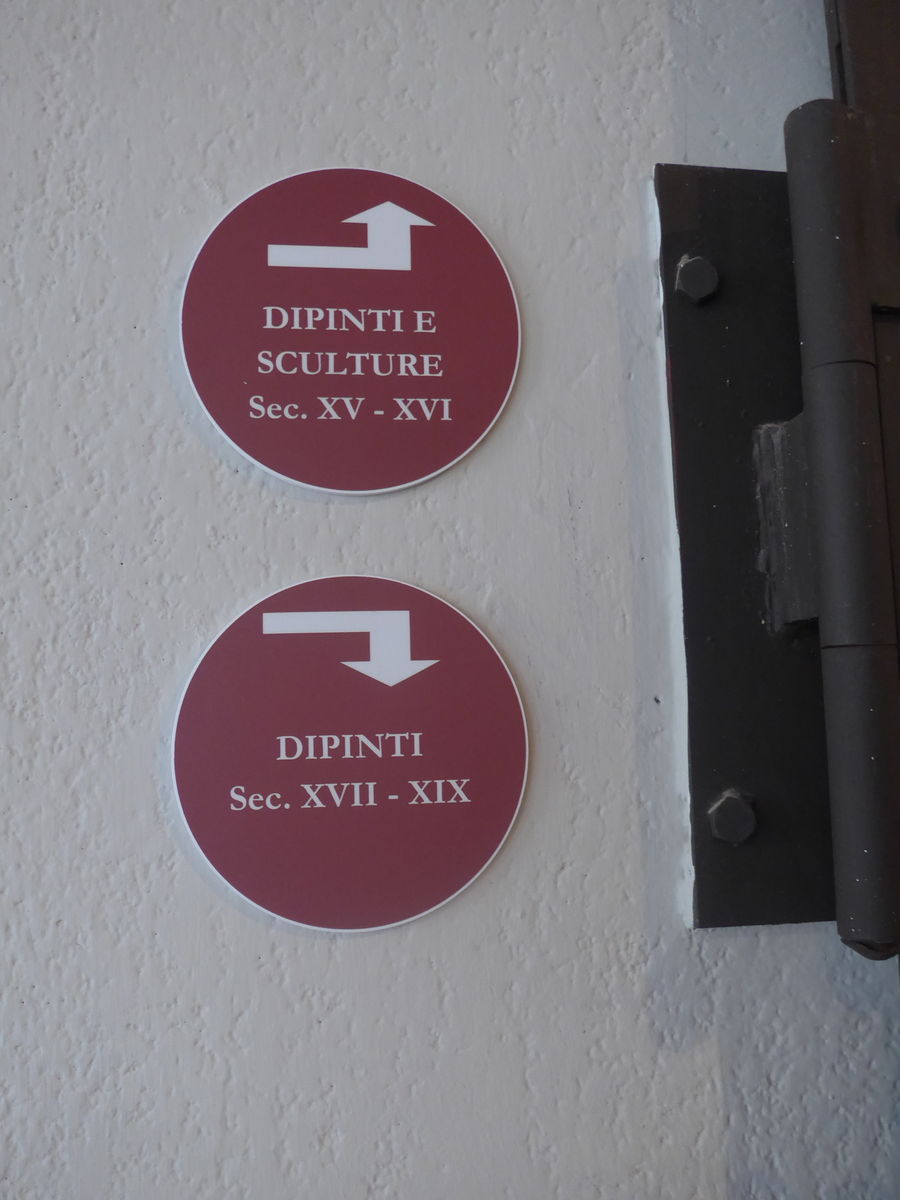 DIPINTI E
SCULTURE
Sec. XV - XVI
DIPINTI
Sec. XVII - XIX